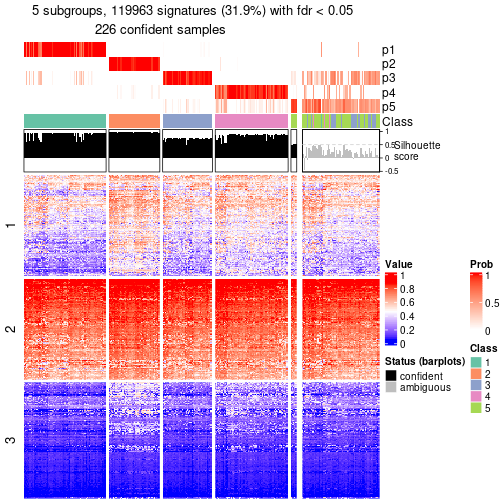 5 subgroups, 119963 signatures (31.9%) with fdr < 0.05
226 confident samples
p1
p2
p3
p4
p5
Class
1
0.5
0
-0.5
Silhouette
score
1
2
3
Value
1
0.8
0.6
0.4
0.2
0
Status (barplots)
confident
ambiguous
Prob
1
0.5
0
Class
1
2
3
4
5